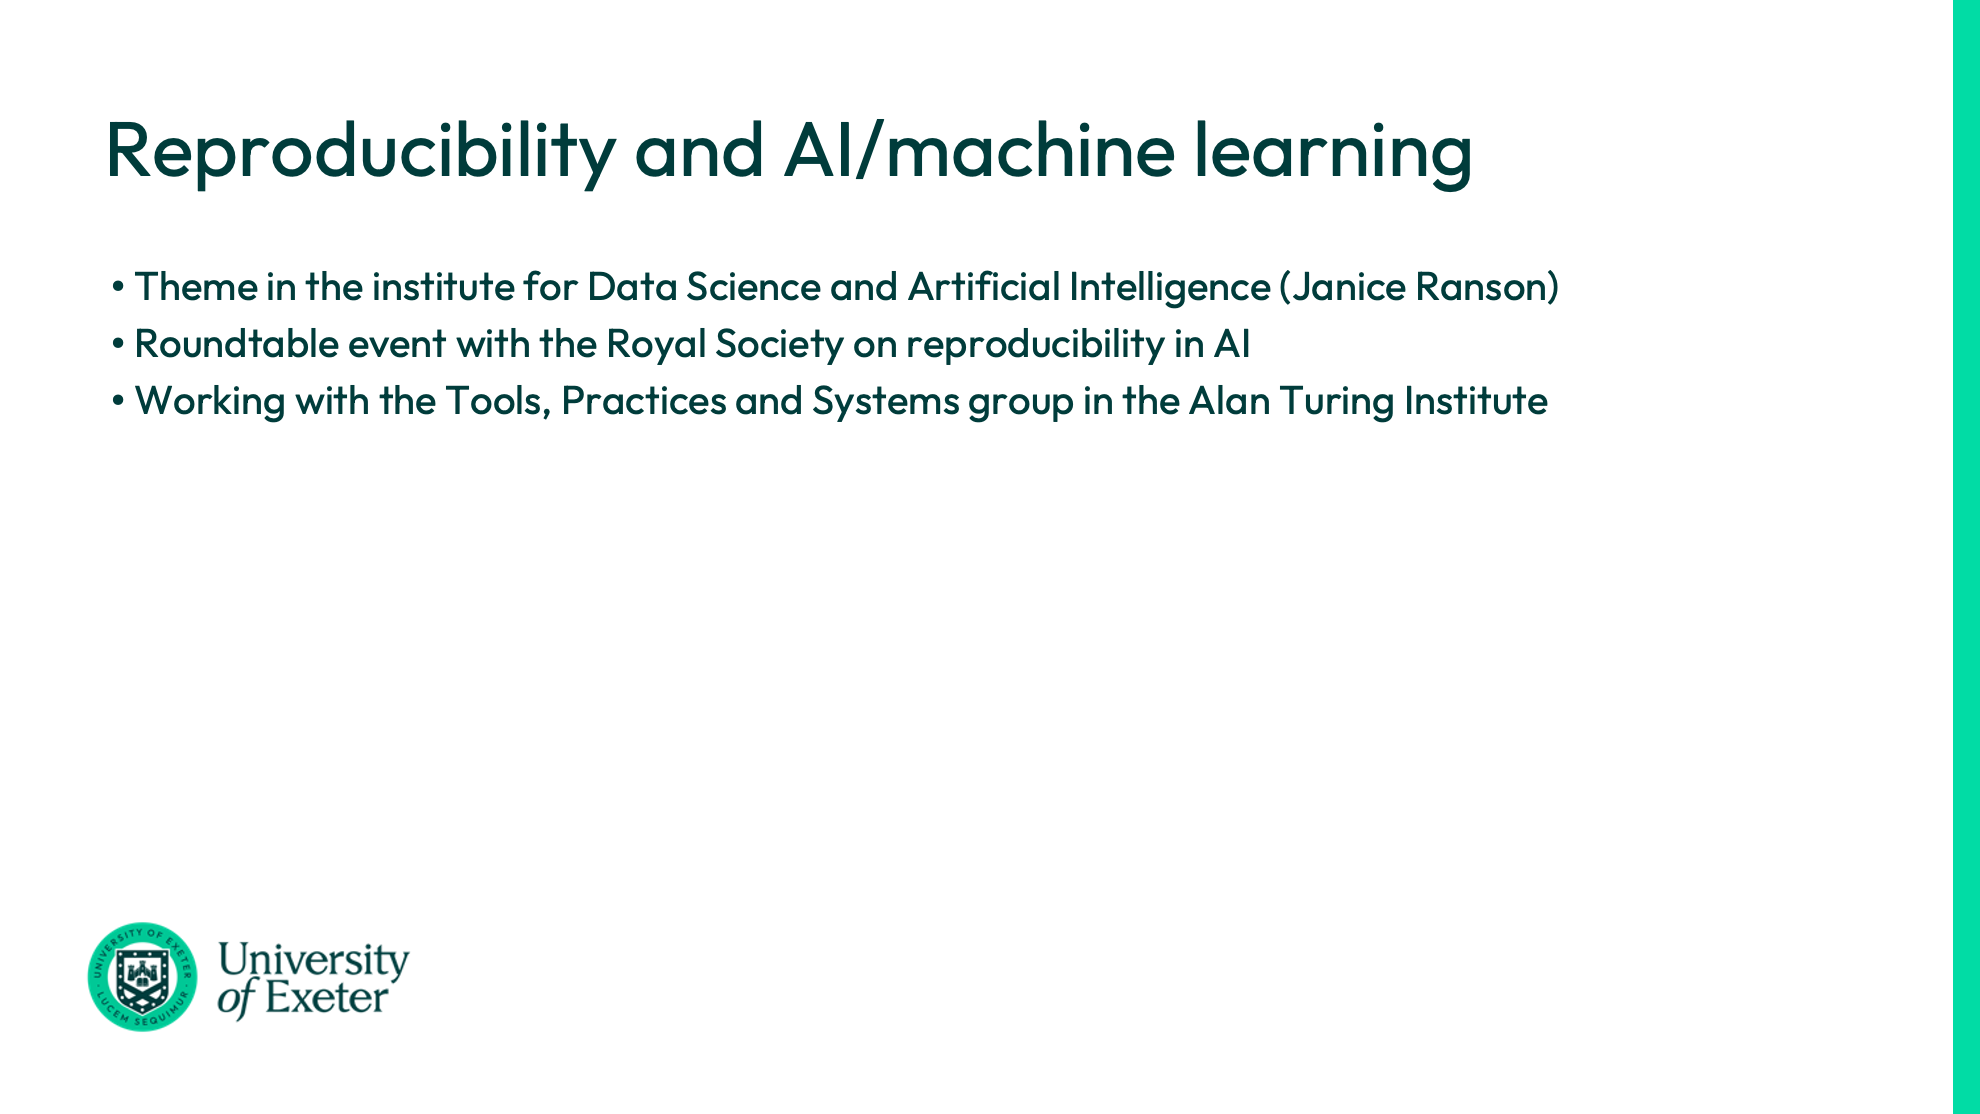 Reproducibility and AI/machine learning
• Theme in the institute for Data Science and Artificial Intelligence (Janice Ranson)
• Roundtable event with the Royal Society on reproducibility in AI
• Working with the Tools, Practices and Systems group in the Alan Turing Institute
UNIVERSITY OF EXETER
LUCEM SEQUIMUR
University
of Exeter